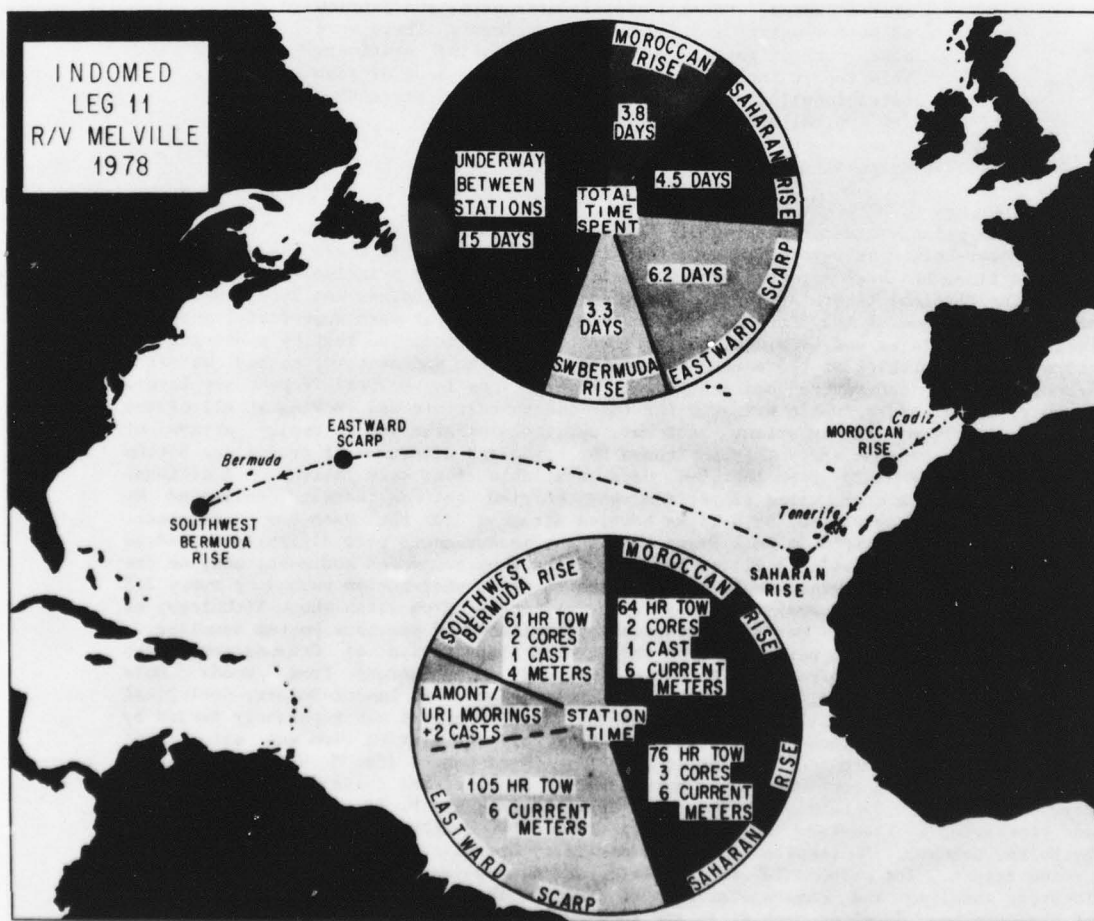 INDOMED
LEG 11
R/V MELVILLE
1978
MOROCCAN
RISE
SAHARAN RISE
EASTWARD SCARP
S.W.BERMUDA
RISE
3.8
DAYS
4.5 DAYS
6.2 DAYS
3.3
DAYS
UNDERWAY
BETWEEN
STATIONS
15 DAYS
TOTAL
TIME
SPENT
Cadiz
MOROCCAN
RISE
Tenerife
SAHARAN
RISE
EASTWARD
SCARP
Bermuda
SOUTHWEST
BERMUDA
RISE
SOUTHWEST
BERMUDA RISE
61 HR TOW
2 CORES
1 CAST
4 METERS
MOROCCAN RISE
64 HR TOW
2 CORES
1 CAST
6 CURRENT
METERS
LAMONT/
URI MOORINGS
+2 CASTS
STATION
TIME
105 HR TOW
6 CURRENT
METERS
EASTWARD SCARP
76 HR TOW
3 CORES
6 CURRENT
METERS
SAHARAN RISE